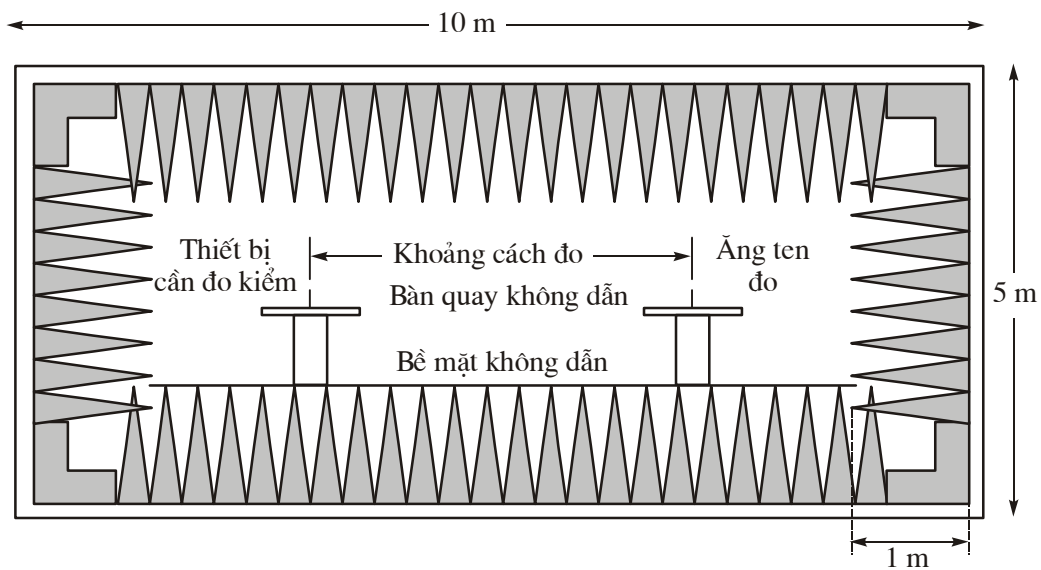 10 m
Thiết bị
cần đo kiểm
Khoảng cách đo
Ăng ten
đo
Bàn quay không dẫn
5 m
Bề mặt không dẫn
1 m